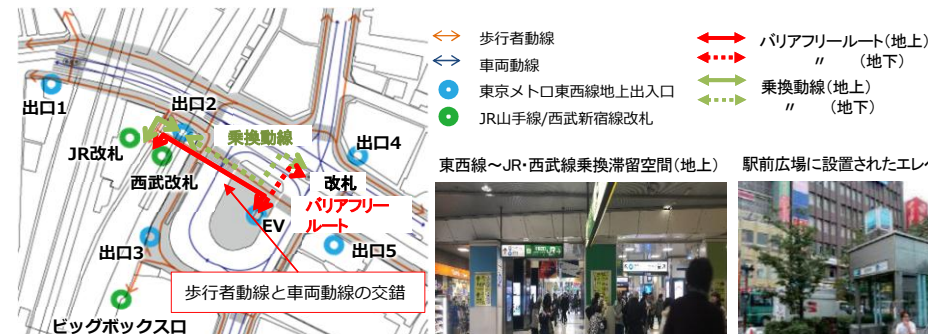 歩行者動線
車両動線
東京メトロ東西線地上出入口
JR山手線/西武新宿線改札
バリアフリールート(地上)
〃 (地下)
乗換動線(地上)
〃 (地下)
出口1
出口2
乗換動線
出口4
JR改札
西武改札
改札
バリアフリー
ルート
EV
出口3
出口5
歩行者動線と車両動線の交錯
ビッグボックス口
東西線～JR・西武線乗換滞留空間(地上)
駅前広場に設置されたエレベ